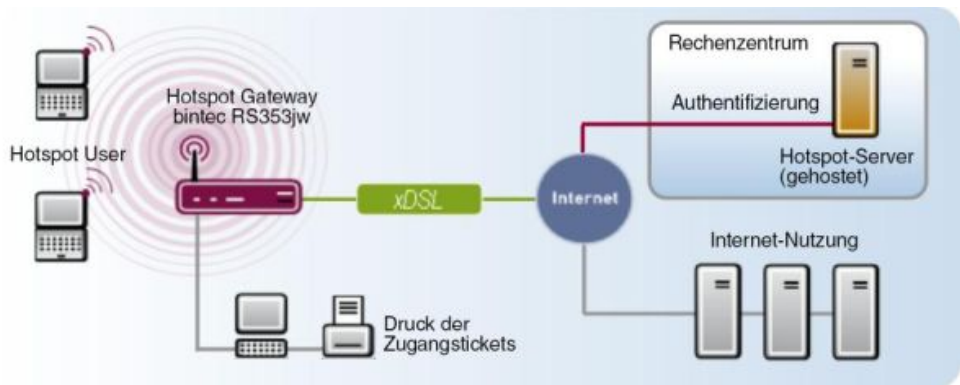 Hotspot User
Hotspot Gateway
bintec RS353jw
xDSL
Internet
Rechenzentrum
Authentifizierung
Hotspot-Server
(gehostet)
Internet-Nutzung
Druck der
Zugangstickets